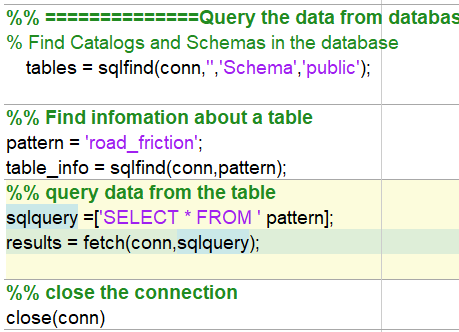 %% ==============Query the data from databas
% Find Catalogs and Schemas in the database
tables = sqlfind(conn,'','Schema','public');
%% Find infomation about a table
pattern = 'road_friction';
table_info = sqlfind(conn,pattern);
%% query data from the table
sqlquery =['SELECT * FROM ' pattern];
results = fetch(conn,sqlquery);
%% close the connection
close(conn)